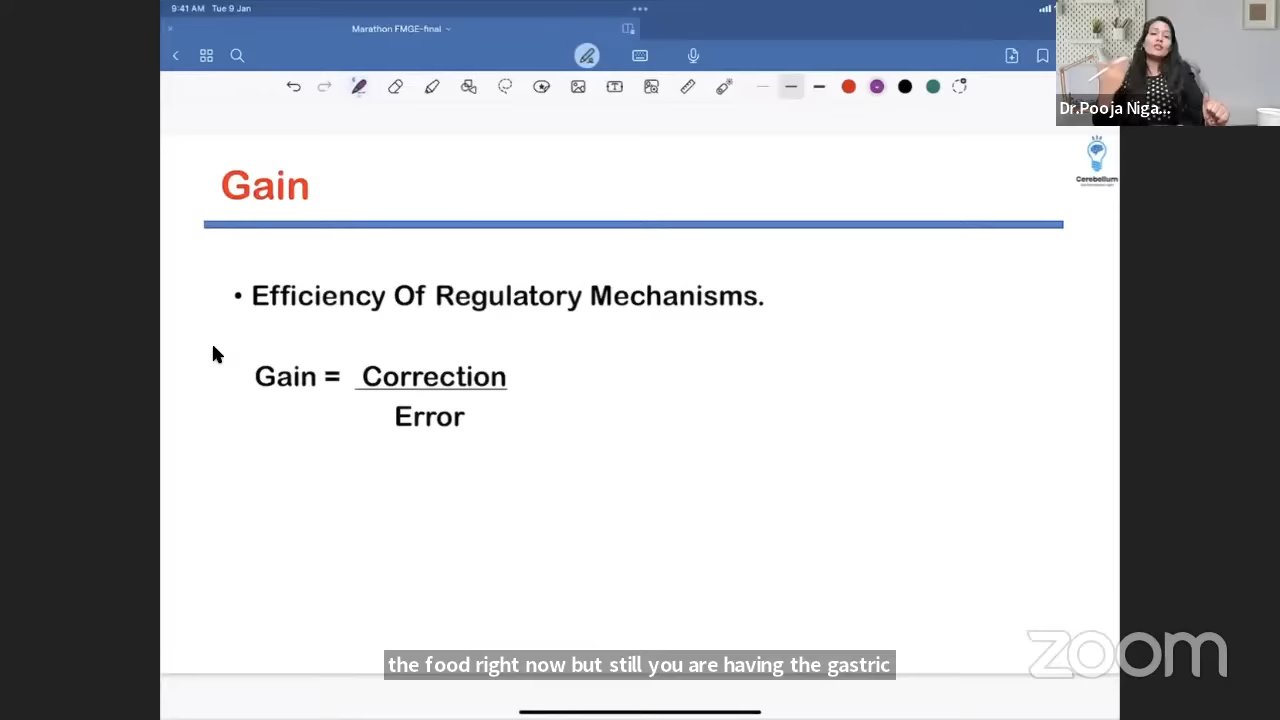 9:41 AM Tue 9 Jan
Marathon FMGE-final
Dr.Pooja Niga...
Cerebellum
Gain
• Efficiency Of Regulatory Mechanisms.
Gain = Correction
Error
the food right now but still you are having the gastric
zoom